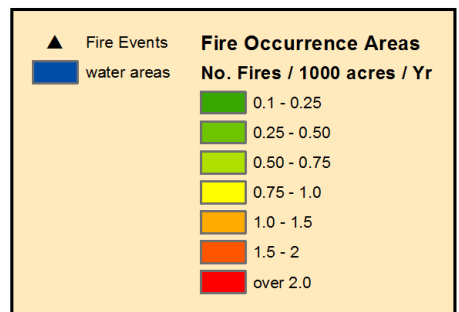 Fire Events
water areas
Fire Occurrence Areas
No. Fires / 1000 acres / Yr
0.1 - 0.25
0.25 - 0.50
0.50 - 0.75
0.75 - 1.0
1.0 - 1.5
1.5 - 2
over 2.0